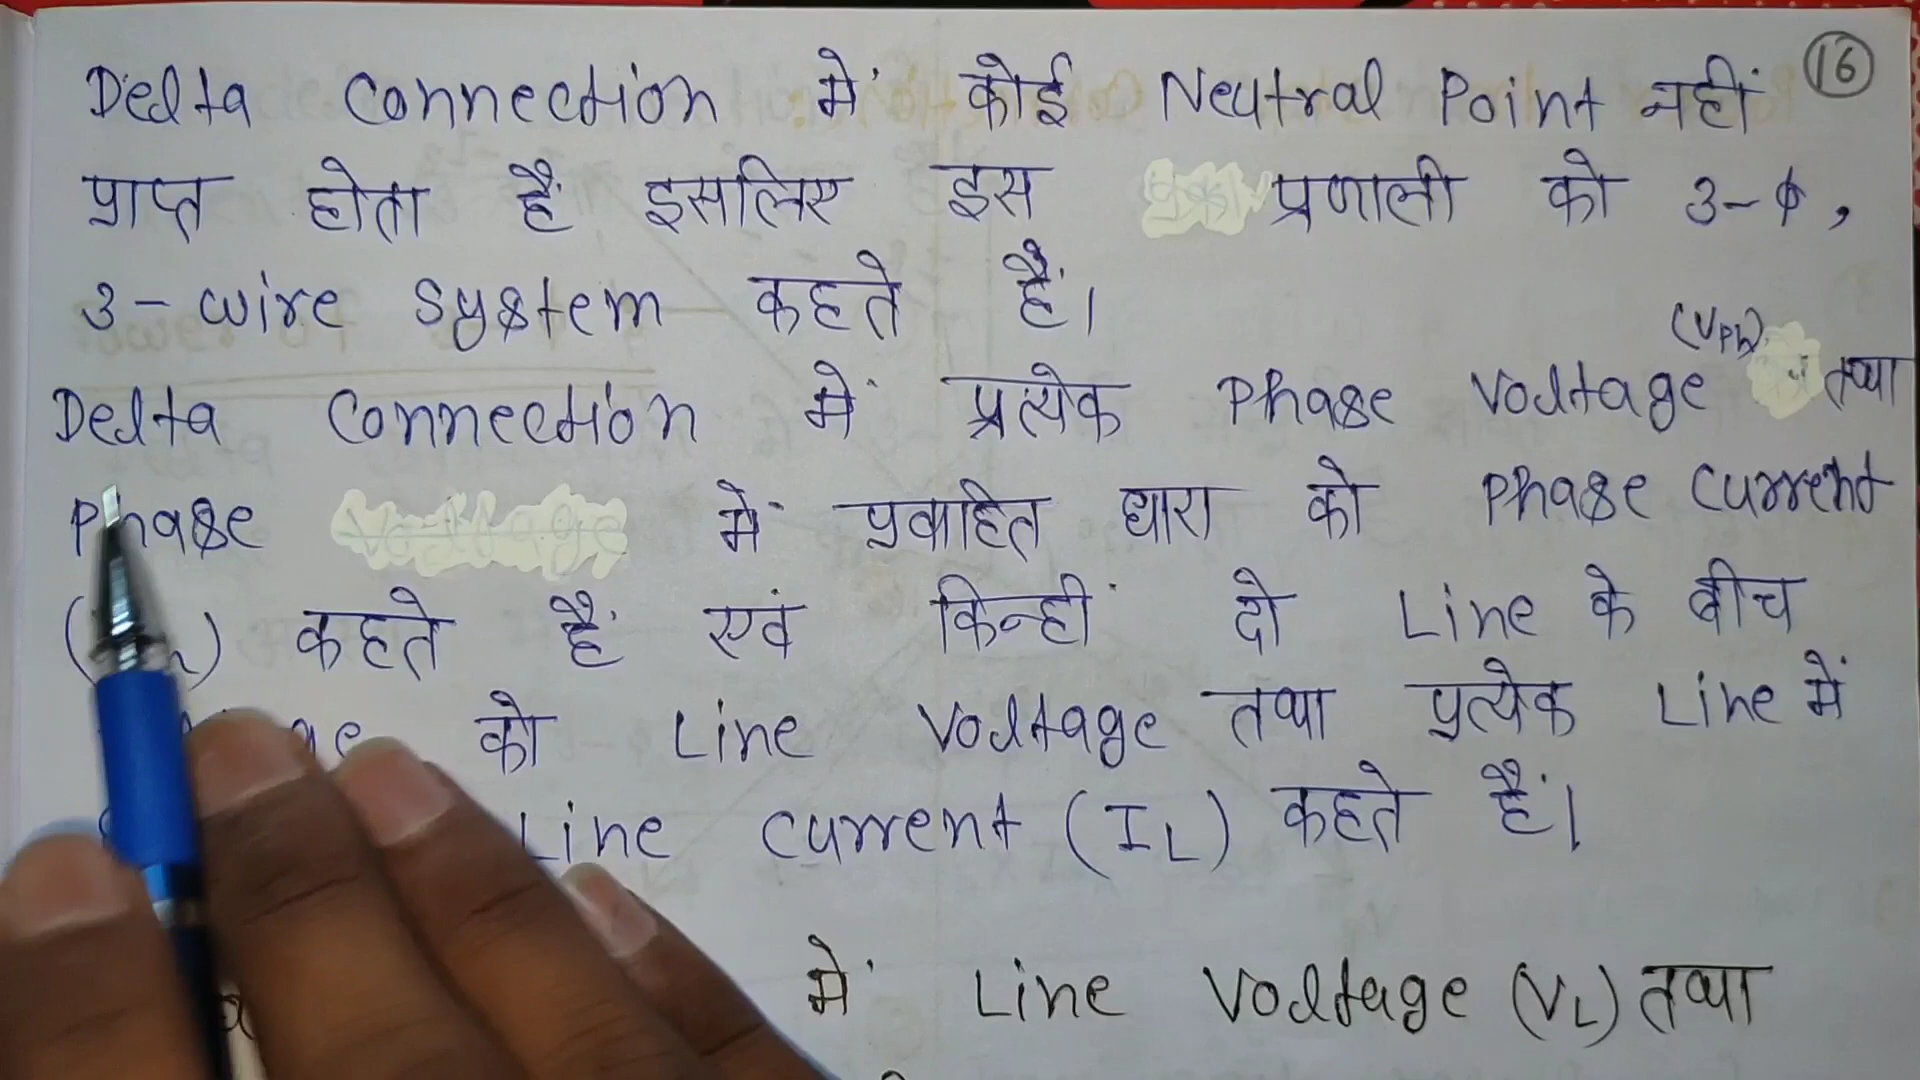 16
Delta Connection में कोई Neutral Point नहीं
प्राप्त होता हैं इसलिए इस प्रणाली को 3-ф,
3-wire system कहते हैं।
(Vph)
Delta Connection में प्रत्येक Phase Voltage तथा
Phase में प्रवाहित धारा को Phase Current
कहते हैं एवं किन्हीं दो Line के बीच
को Line Voltage तथा प्रत्येक Line में
Line Current (IL) कहते हैं।
में Line Voltage (VL) तथा